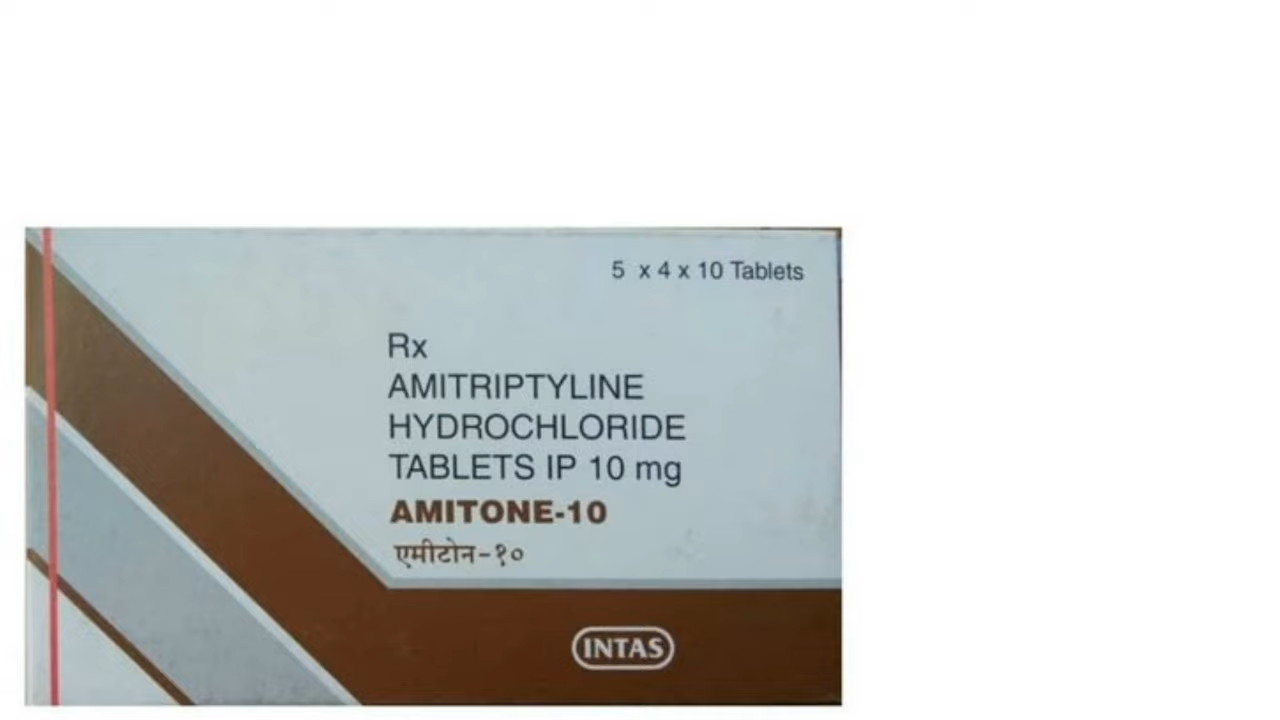 5 x 4 x 10 Tablets
Rx
AMITRIPTYLINE
HYDROCHLORIDE
TABLETS IP 10 mg
AMITONE-10
एमीटोन-१०
INTAS